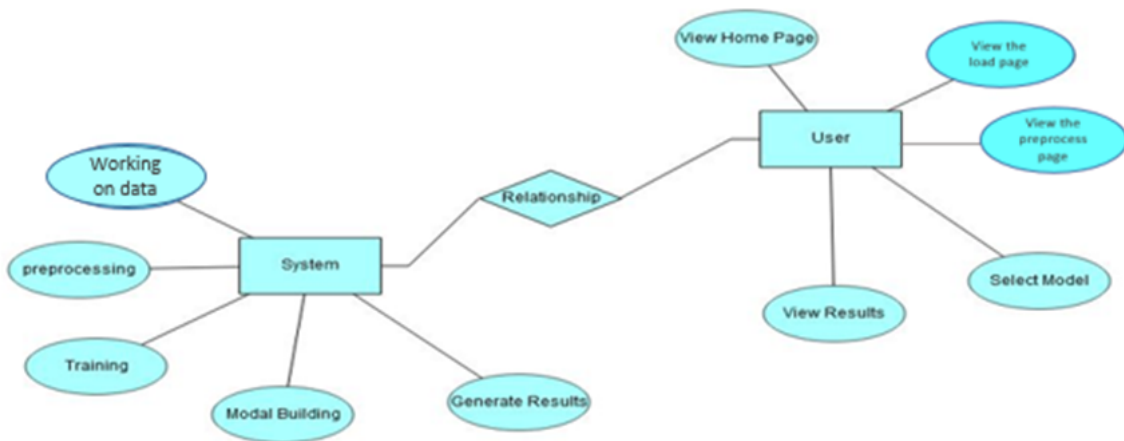 View Home Page
View the
load page
User
View the
preprocess
page
Working
on data
Relationship
System
preprocessing
Select Model
View Results
Training
Modal Building
Generate Results